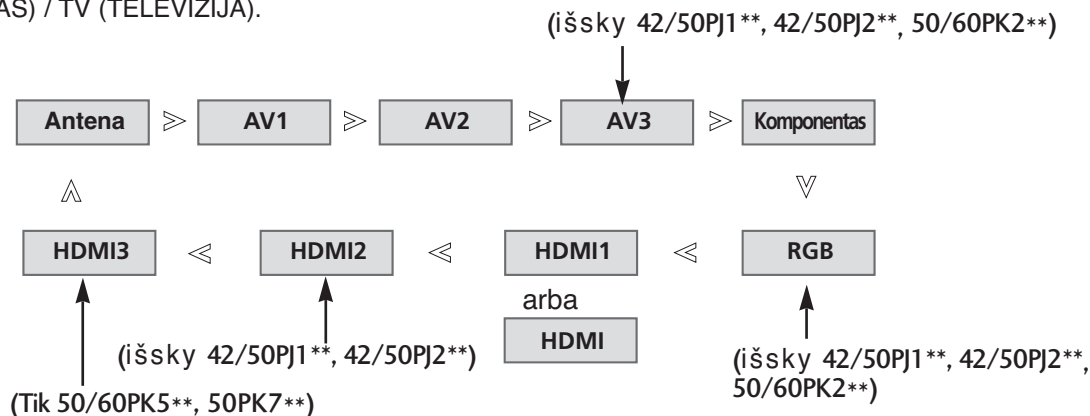 AS) / TV (TELEVIZIJA).
(išsky 42/50PJ1**, 42/50PJ2**, 50/60PK2**)
Antena
AV1
AV2
AV3
Komponentas
HDMI3
HDMI2
HDMI1
RGB
arba
HDMI
(išsky 42/50PJ1**, 42/50PJ2**)
(išsky 42/50PJ1**, 42/50PJ2**,
50/60PK2**)
(Tik 50/60PK5**, 50PK7**)